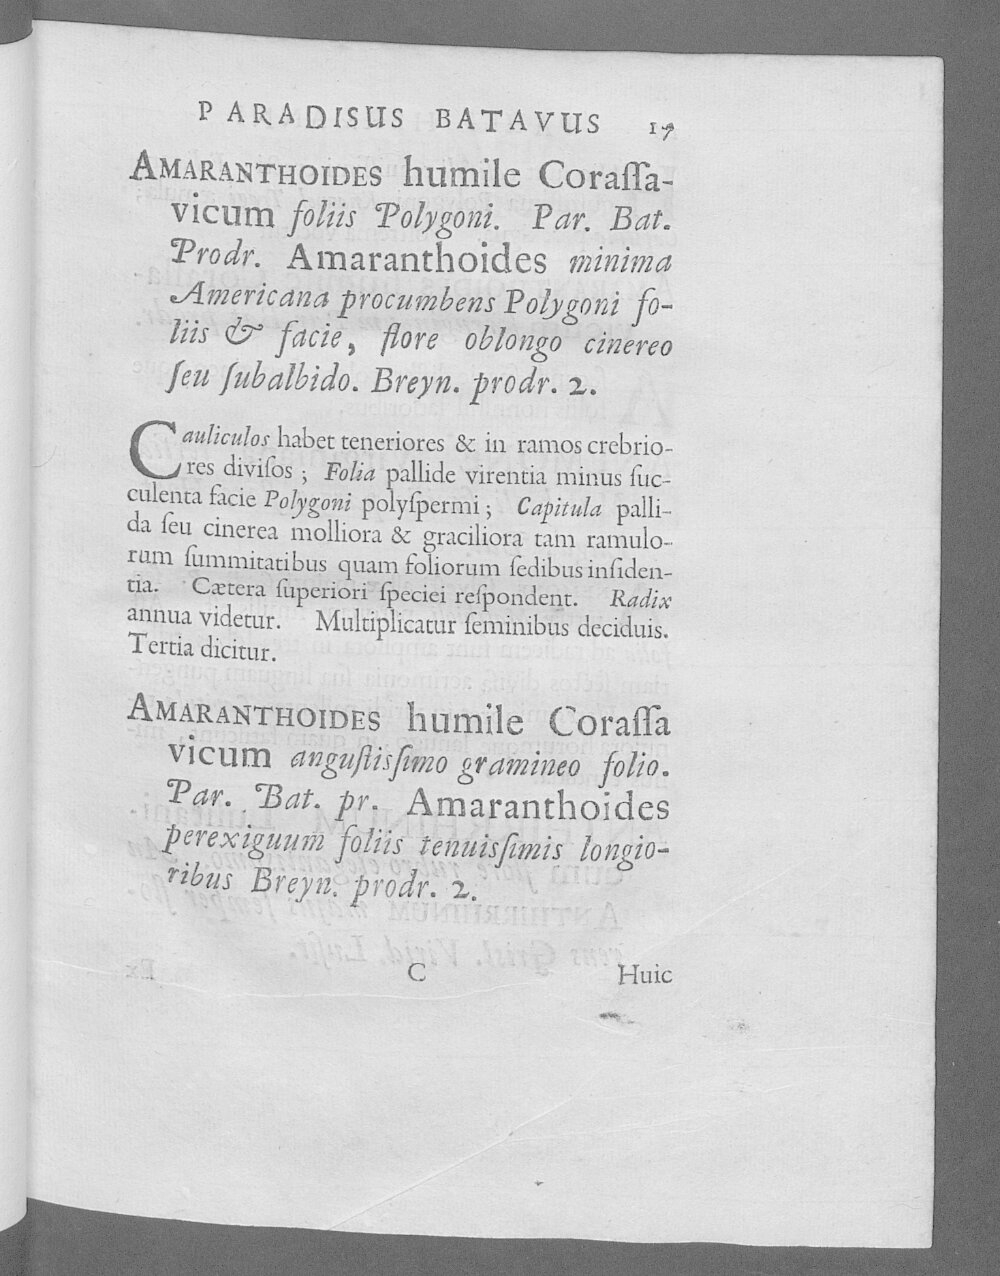 PARADISUS BATAVUS 17
AMARANTHOIDES humile Coraſſa-
vicum foliis Polygoni. Par. Bat.
Prodr. Amaranthoides minima
Americana procumbens Polygoni fo-
liis & facie, flore oblongo cinereo
ſeu ſubalbido. Breyn. prodr. 2.
Cauliculos habet teneriores & in ramos crebrio-
res diviſos; Folia pallide virentia minus ſuc-
culenta facie Polygoni polyſpermi; Capitula palli-
da ſeu cinerea molliora & graciliora tam ramulo-
rum ſummitatibus quam foliorum ſedibus inſiden-
tia. Cætera ſuperiori ſpeciei reſpondent. Radix
annua videtur. Multiplicatur ſeminibus deciduis.
Tertia dicitur.
AMARANTHOIDES humile Coraſſa
vicum anguſtisſimo gramineo folio.
Par. Bat. pr. Amaranthoides
perexiguum foliis tenuisſimis longio-
ribus Breyn. prodr. 2.
C Huic